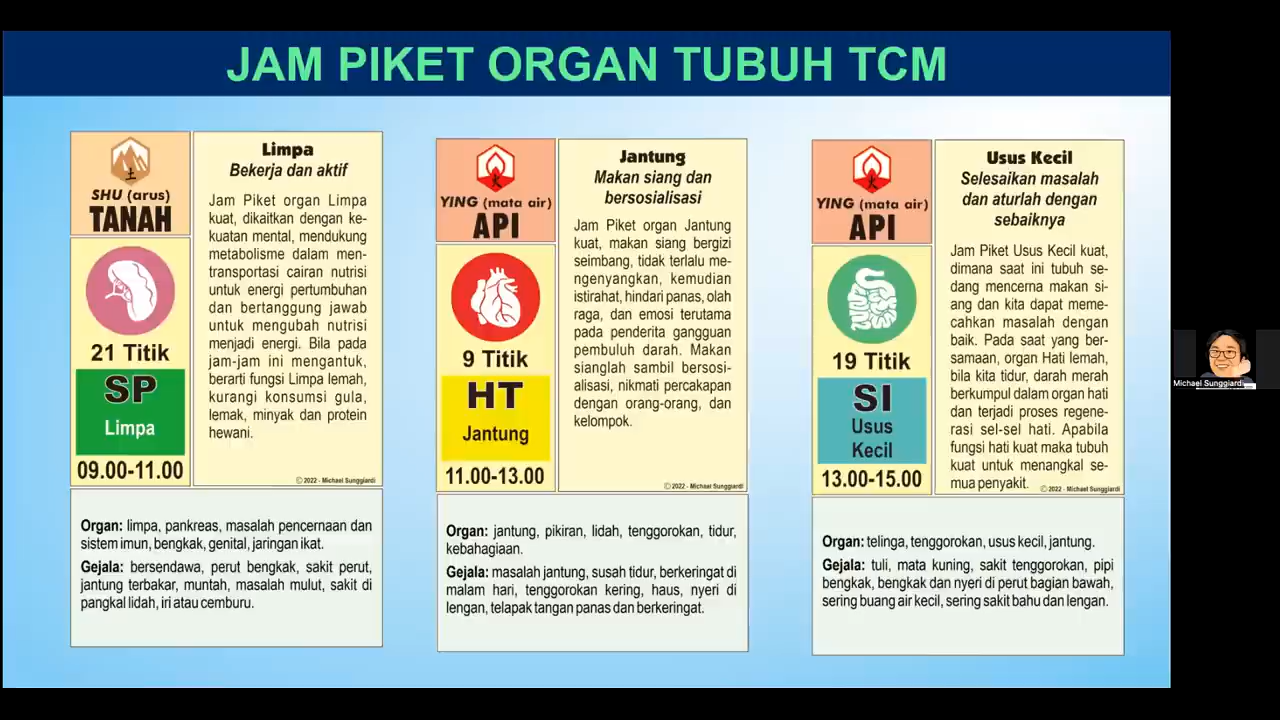 JAM PIKET ORGAN TUBUH TCM
SHU (arus)
TANAH
21 Titik
SP
Limpa
09.00-11.00
Limpa
Bekerja dan aktif
Jam Piket organ Limpa
kuat, dikaitkan dengan ke-
kuatan mental, mendukung
metabolisme dalam men-
transportasi cairan nutrisi
untuk energi pertumbuhan
dan bertanggung jawab
untuk mengubah nutrisi
menjadi energi. Bila pada
jam-jam ini mengantuk,
berarti fungsi Limpa lemah,
kurangi konsumsi gula,
lemak, minyak dan protein
hewani.
©2022 - Michael Sunggiardi
Organ: limpa, pankreas, masalah pencernaan dan
sistem imun, bengkak, genital, jaringan ikat.
Gejala: bersendawa, perut bengkak, sakit perut,
jantung terbakar, muntah, masalah mulut, sakit di
pangkal lidah, iri atau cemburu.
YING (mata air)
API
9 Titik
HT
Jantung
11.00-13.00
Jantung
Makan siang dan
bersosialisasi
Jam Piket organ Jantung
kuat, makan siang bergizi
seimbang, tidak terlalu me-
ngenyangkan, kemudian
istirahat, hindari panas, olah
raga, dan emosi terutama
pada penderita gangguan
pembuluh darah. Makan
sianglah sambil bersosi-
alisasi, nikmati percakapan
dengan orang-orang, dan
kelompok.
©2022 - Michael Sunggiardi
Organ: jantung, pikiran, lidah, tenggorokan, tidur,
kebahagiaan.
Gejala: masalah jantung, susah tidur, berkeringat di
malam hari, tenggorokan kering, haus, nyeri di
lengan, telapak tangan panas dan berkeringat.
YING (mata air)
API
19 Titik
SI
Usus
Kecil
13.00-15.00
Usus Kecil
Selesaikan masalah
dan aturlah dengan
sebaiknya
Jam Piket Usus Kecil kuat,
dimana saat ini tubuh se-
dang mencerna makan si-
ang dan kita dapat meme-
cahkan masalah dengan
baik. Pada saat yang ber-
samaan, organ Hati lemah,
bila kita tidur, darah merah
berkumpul dalam organ hati
dan terjadi proses regene-
rasi sel-sel hati. Apabila
fungsi hati kuat maka tubuh
kuat untuk menangkal se-
mua penyakit.
©2022 - Michael Sunggiardi
Organ: telinga, tenggorokan, usus kecil, jantung.
Gejala: tuli, mata kuning, sakit tenggorokan, pipi
bengkak, bengkak dan nyeri di perut bagian bawah,
sering buang air kecil, sering sakit bahu dan lengan.
Michael Sunggiardi